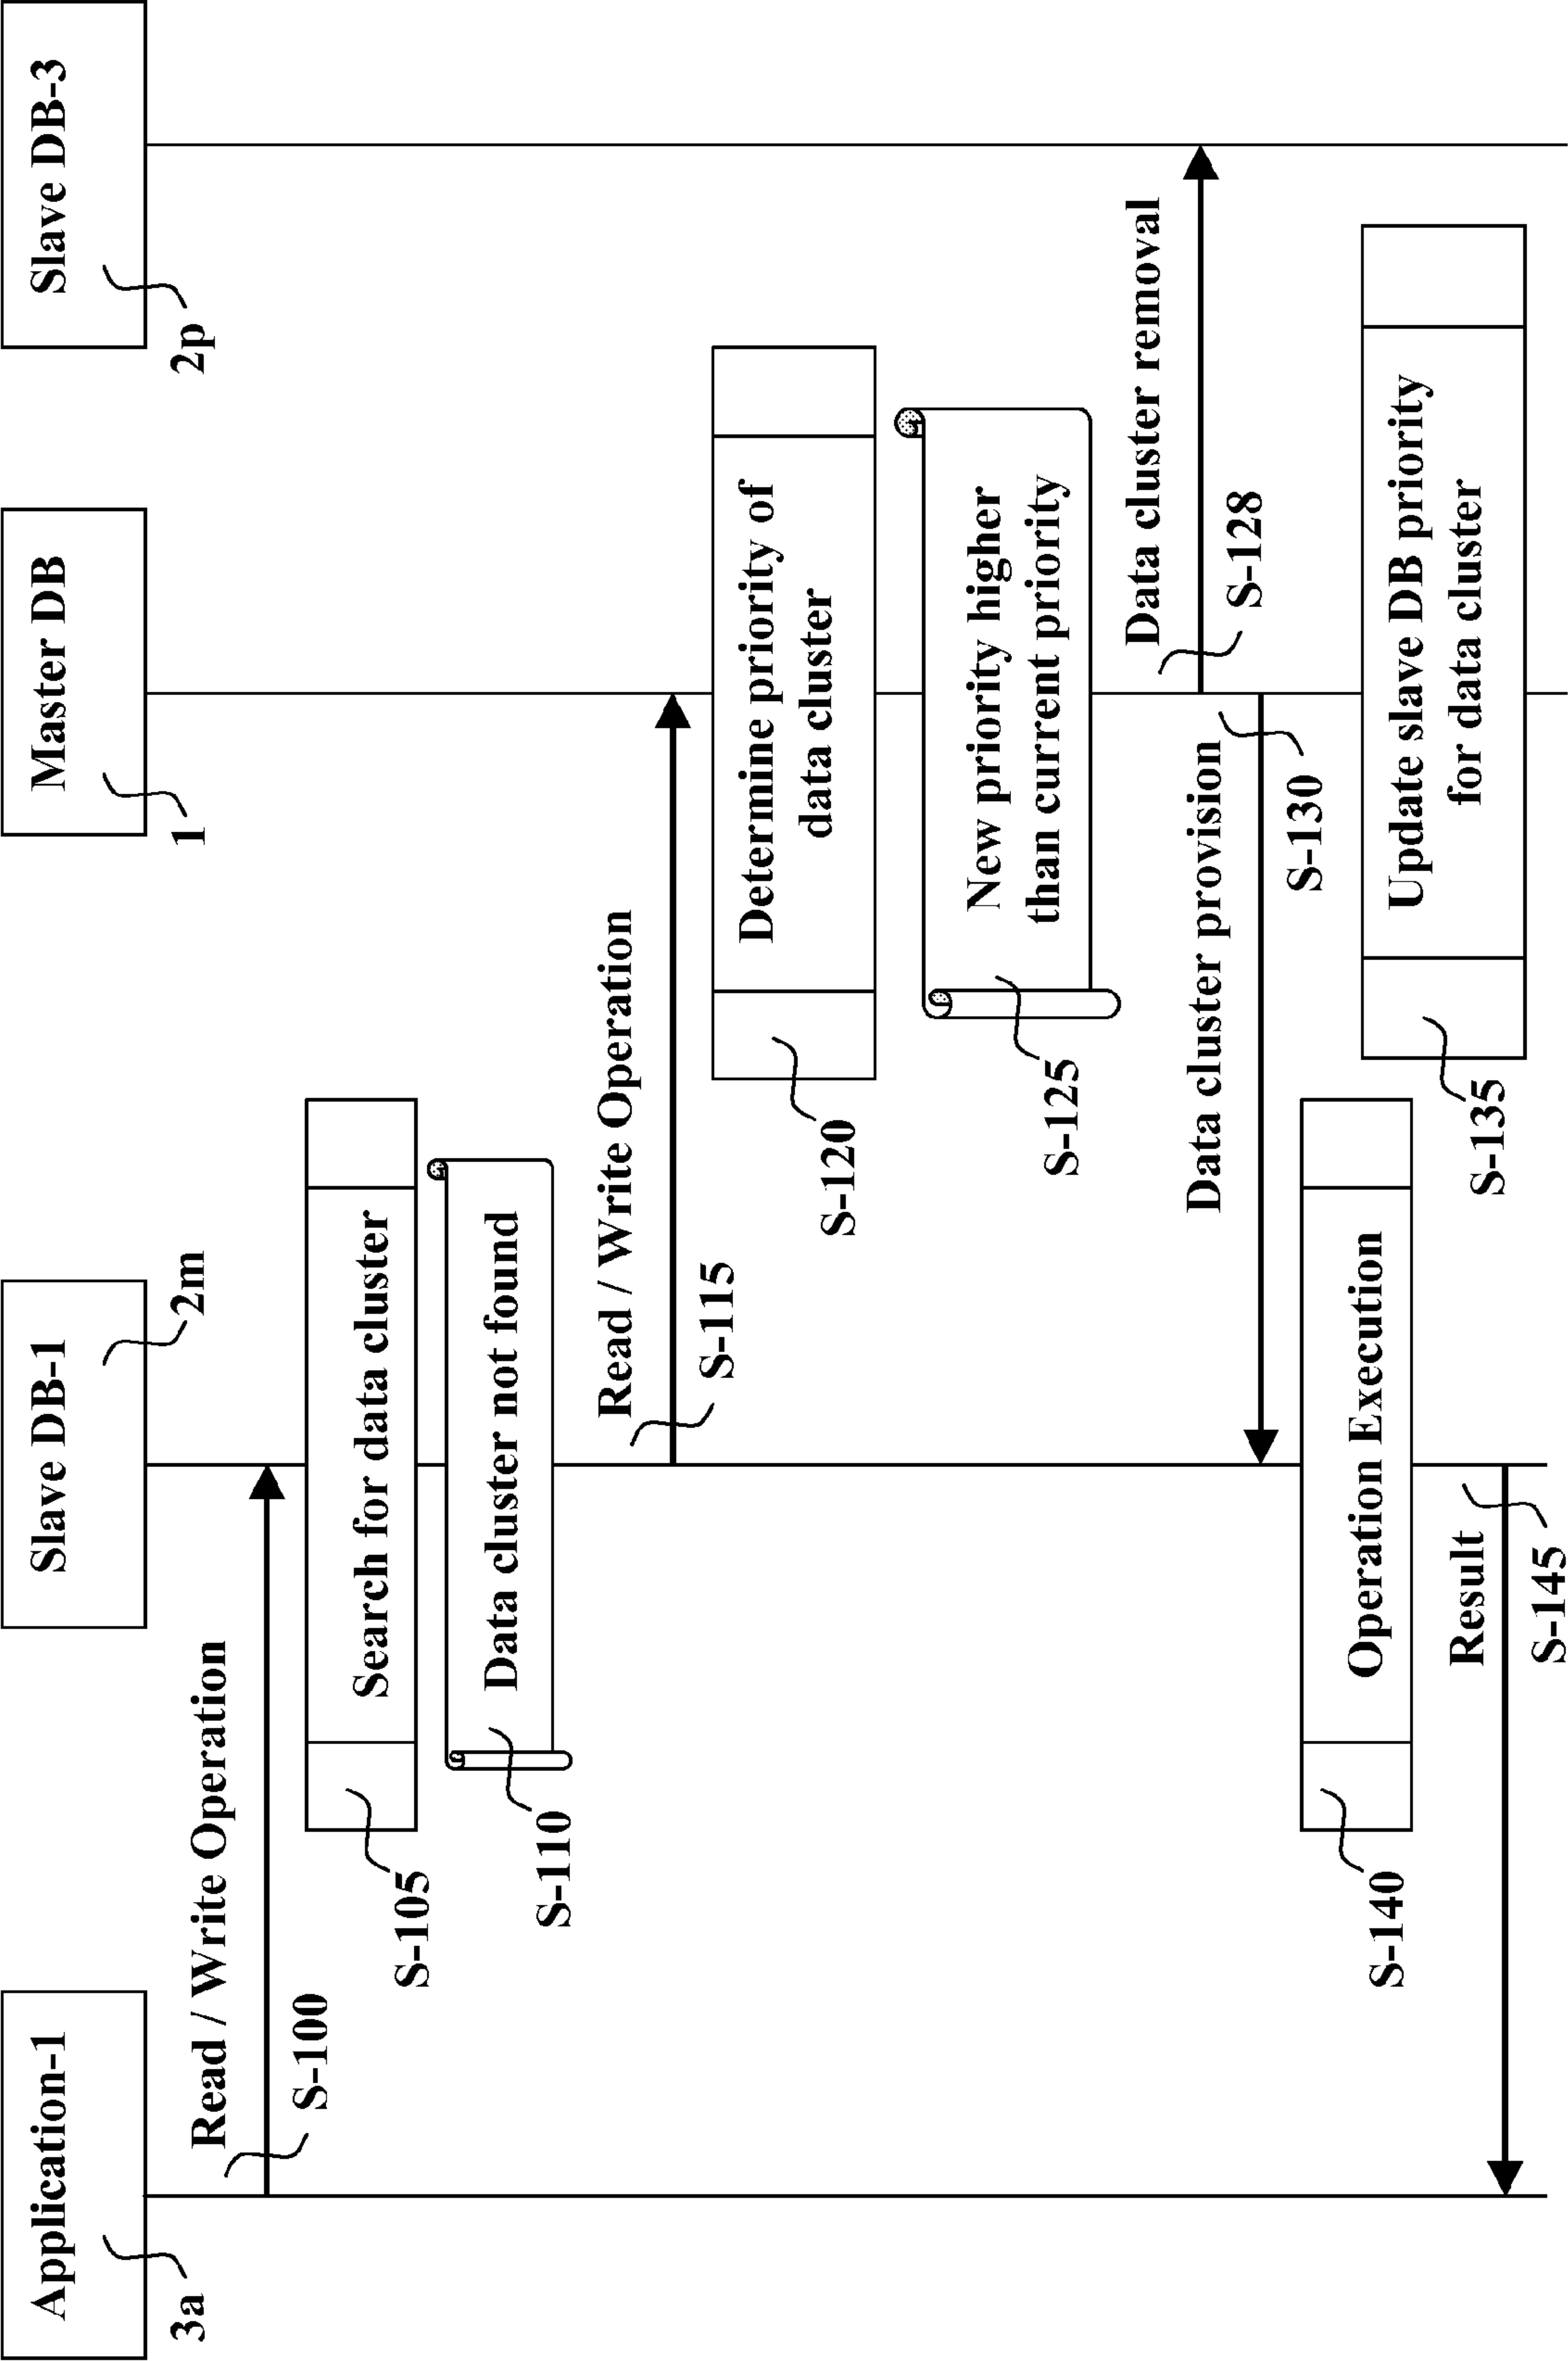 Application-1
Slave DB-1
Master DB
Slave DB-3
3a
2m
1
2p
Read / Write Operation
S-100
Search for data cluster
S-105
Data cluster not found
S-110
Read / Write Operation
S-115
Determine priority of
data cluster
S-120
New priority higher
than current priority
S-125
Data cluster removal
S-128
Data cluster provision
S-130
Update slave DB priority
for data cluster
S-135
Operation Execution
S-140
Result
S-145